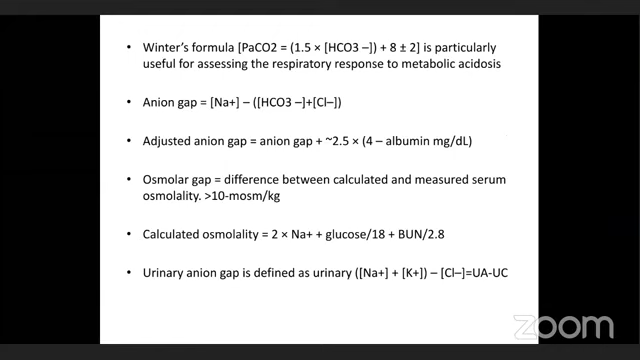 • Winter's formula [PaCO2 = (1.5 × [HCO3 –]) + 8 ± 2] is particularly
useful for assessing the respiratory response to metabolic acidosis
• Anion gap = [Na+] – ([HCO3 –]+[Cl–])
• Adjusted anion gap = anion gap + ~2.5 × (4 – albumin mg/dL)
• Osmolar gap = difference between calculated and measured serum
osmolality. >10-mosm/kg
• Calculated osmolality = 2 × Na+ + glucose/18 + BUN/2.8
• Urinary anion gap is defined as urinary ([Na+] + [K+]) – [Cl–]=UA-UC
zoom